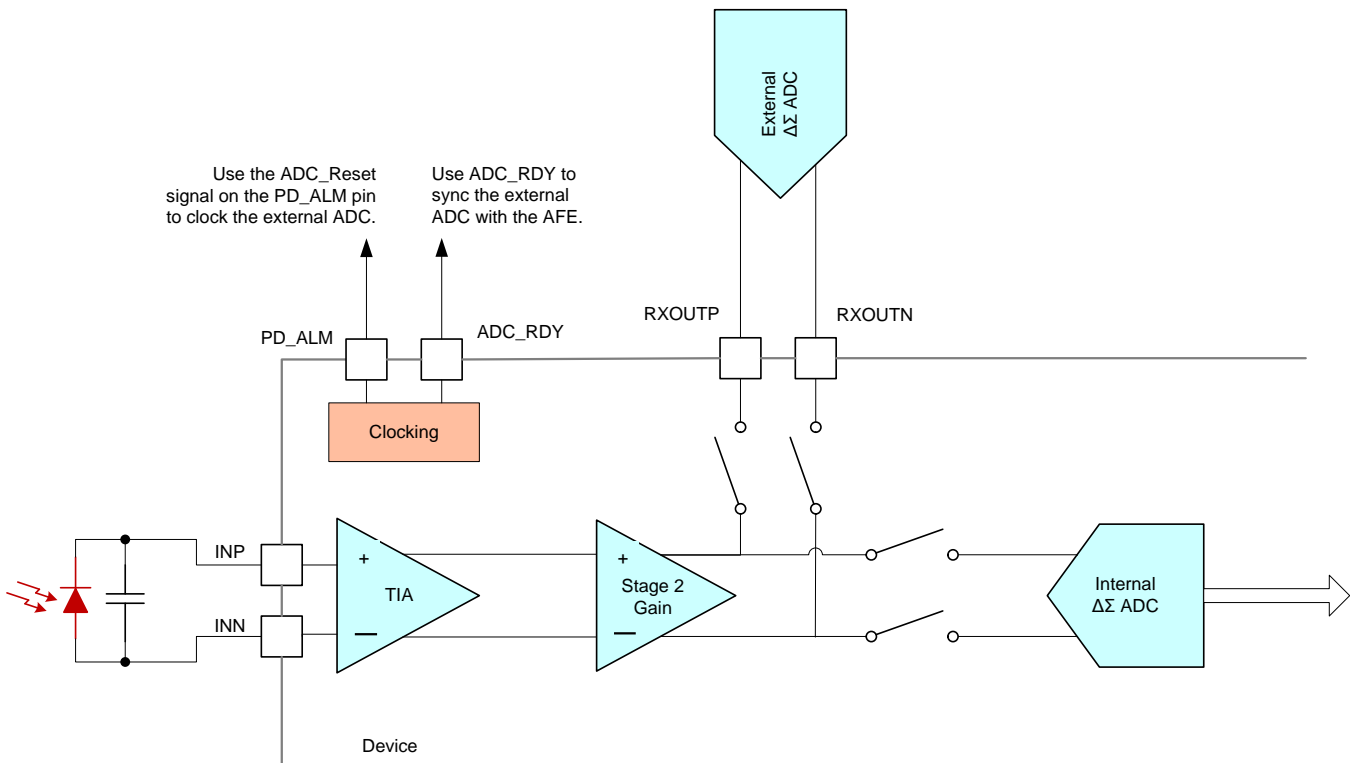 External
ΔΣ ADC
Use the ADC_Reset
signal on the PD_ALM pin
to clock the external ADC.
Use ADC_RDY to
sync the external
ADC with the AFE.
RXOUTP
RXOUTN
PD_ALM
ADC_RDY
Clocking
INP
INN
+
TIA
+
Stage 2
Gain
Internal
ΔΣ ADC
Device